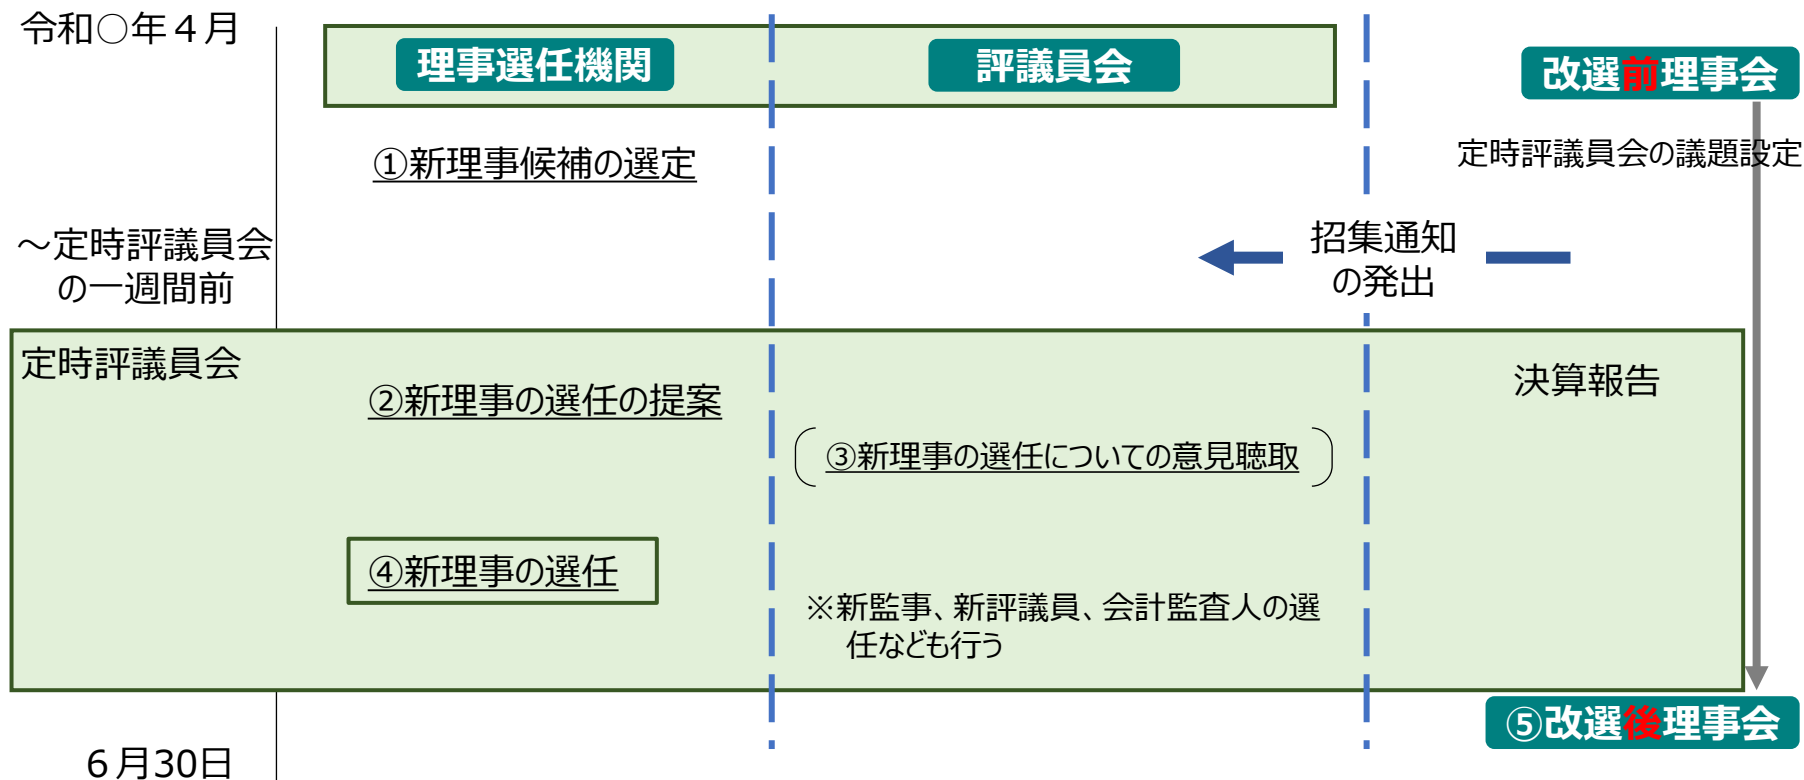 令和○年４月
理事選任機関
評議員会
改選前理事会
①新理事候補の選定
定時評議員会の議題設定
～定時評議員会
の一週間前
招集通知
の発出
定時評議員会
②新理事の選任の提案
決算報告
③新理事の選任についての意見聴取
④新理事の選任
※新監事、新評議員、会計監査人の選
任なども行う
⑤改選後理事会
６月30日